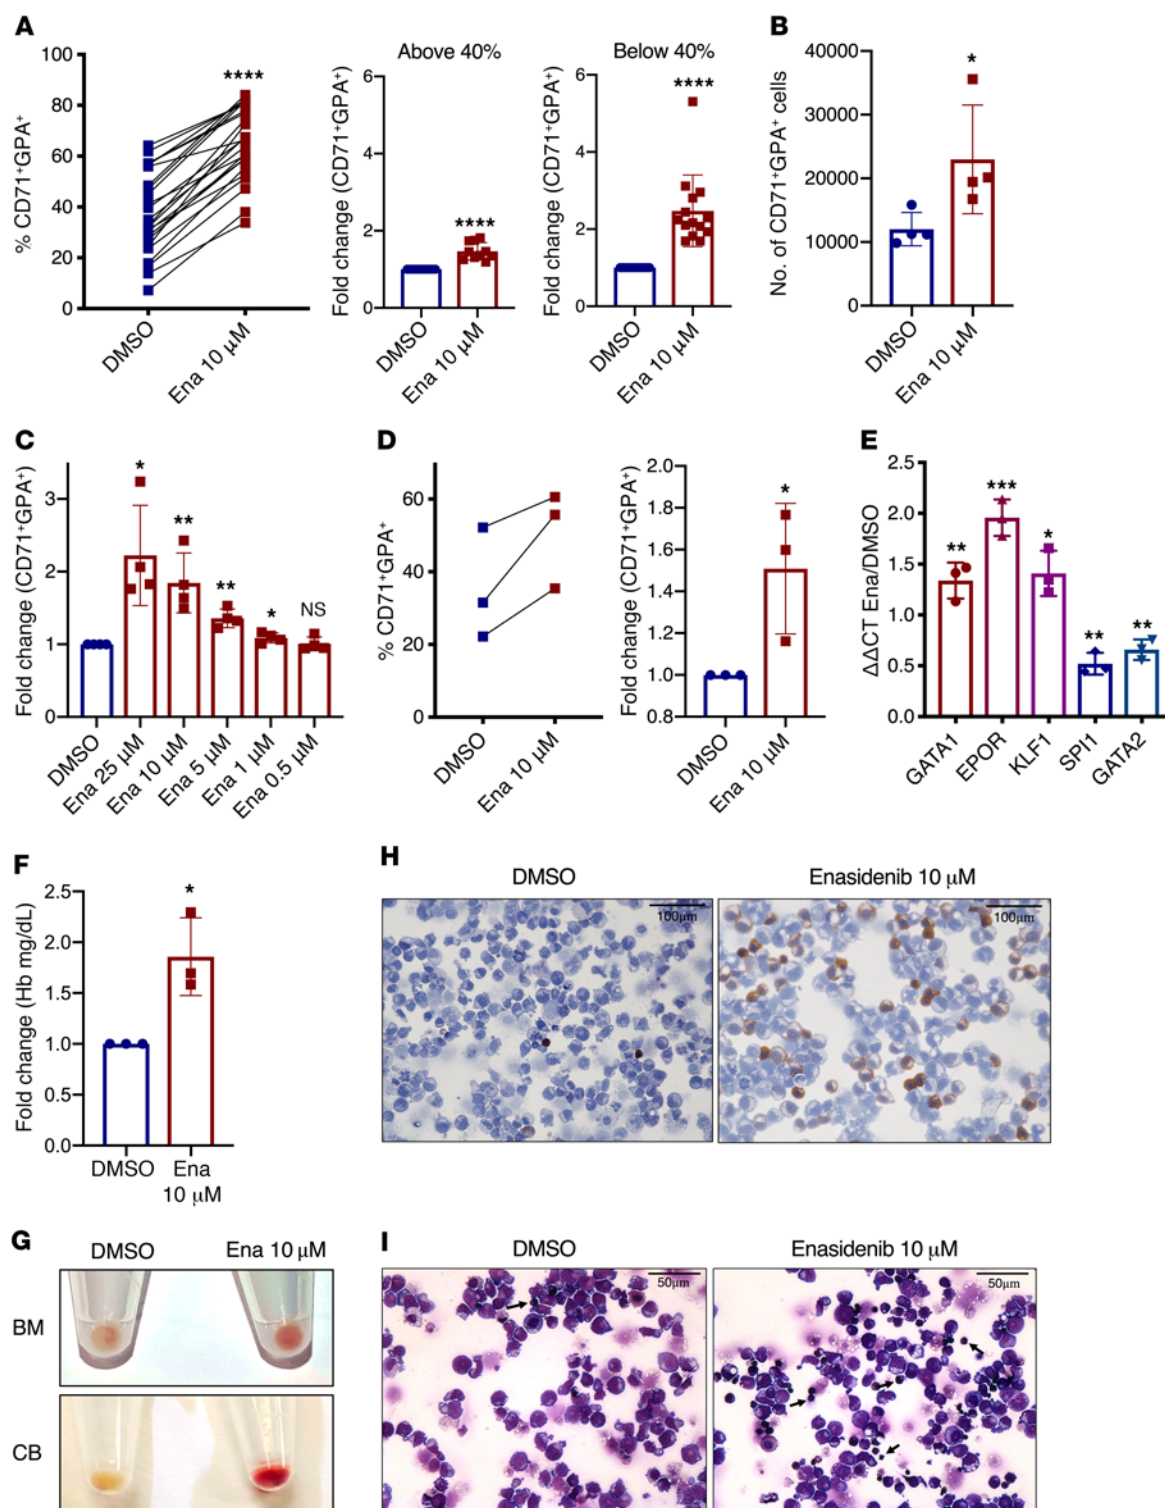 A
100
80
60
40
20
0
% CD71+GPA+
****
DMSO
Ena 10 μM
Above 40%
6
4
2
0
Fold change (CD71+GPA+)
****
DMSO
Ena 10 μM
Below 40%
6
4
2
0
Fold change (CD71+GPA+)
****
DMSO
Ena 10 μM
B
40000
30000
20000
10000
0
No. of CD71+GPA+ cells
*
DMSO
Ena 10 μM
C
3
2
1
0
Fold change (CD71+GPA+)
*
**
**
*
NS
DMSO
Ena 25 μM
Ena 10 μM
Ena 5 μM
Ena 1 μM
Ena 0.5 μM
D
60
40
20
0
% CD71+GPA+
DMSO
Ena 10 μM
2.0
1.8
1.6
1.4
1.2
1.0
0.8
Fold change (CD71+GPA+)
*
DMSO
Ena 10 μM
E
2.5
2.0
1.5
1.0
0.5
0.0
ΔΔCT Ena/DMSO
**
***
*
**
**
GATA1
EPOR
KLF1
SPI1
GATA2
F
2.5
2.0
1.5
1.0
0.5
0.0
Fold change (Hb mg/dL)
*
DMSO
Ena
10 μM
H
DMSO
Enasidenib 10 μM
100μm
100μm
G
DMSO
Ena 10 μM
BM
CB
I
DMSO
Enasidenib 10 μM
50μm
50μm